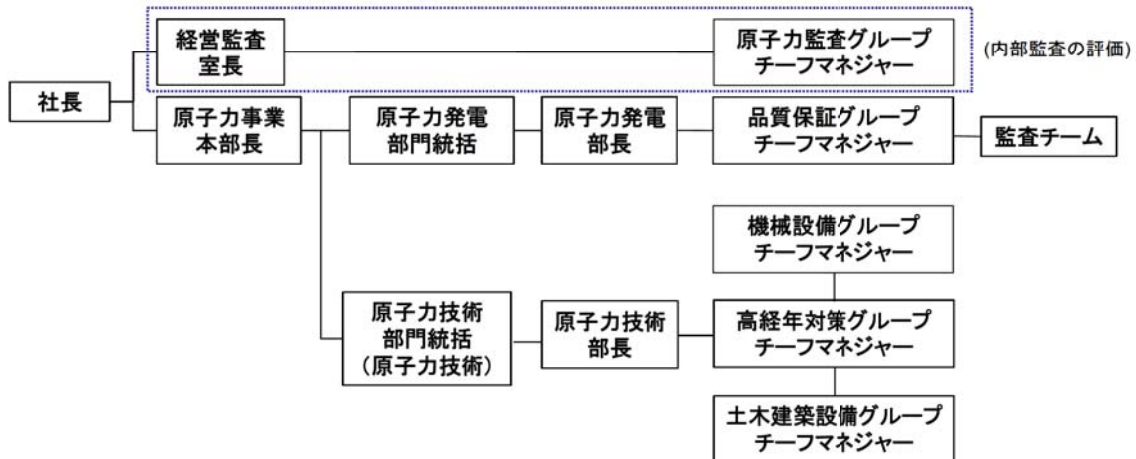 経営監査
室長
原子力監査グループ
チーフマネジャー
(内部監査の評価)
社長
原子力事業
本部長
原子力発電
部門統括
原子力発電
部長
品質保証グループ
チーフマネジャー
監査チーム
機械設備グループ
チーフマネジャー
原子力技術
部門統括
(原子力技術)
原子力技術
部長
高経年対策グループ
チーフマネジャー
土木建築設備グループ
チーフマネジャー